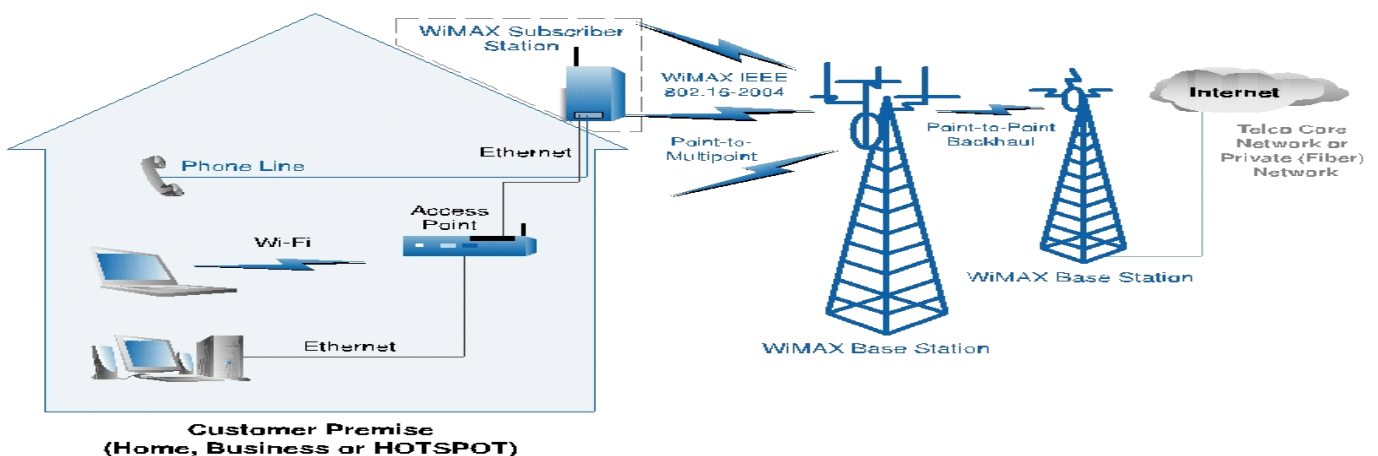 WiMAX Subscriber
Station
WiMAX IEEE
802.16-2004
Point-to-
Multipoint
Point-to-Point
Backhaul
Internet
Telco Core
Network or
Private (Fiber)
Network
Ethernet
Phone Line
Access
Point
Wi-Fi
Ethernet
WiMAX Base Station
WiMAX Base Station
Customer Premise
(Home, Business or HOTSPOT)